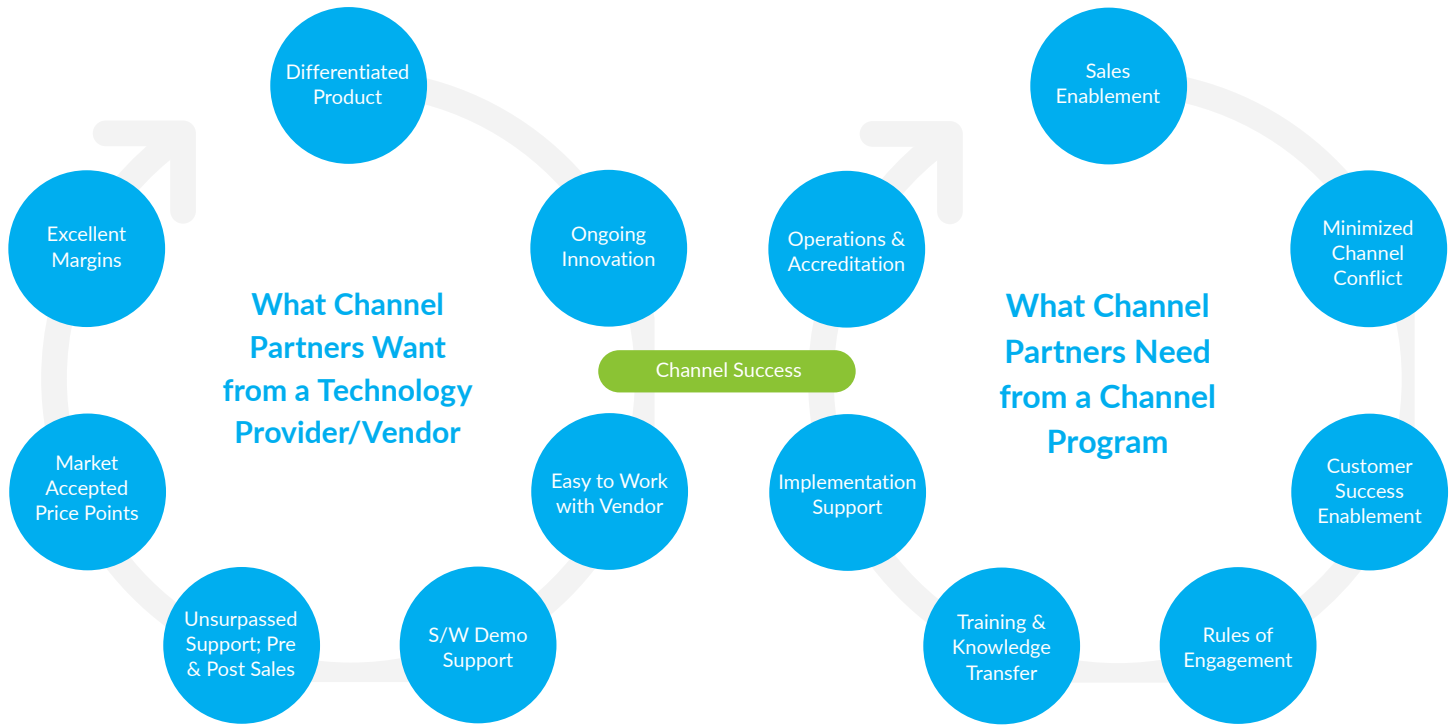 Differentiated
Product
Ongoing
Innovation
Easy to Work
with Vendor
S/W Demo
Support
Unsurpassed
Support; Pre
& Post Sales
Market
Accepted
Price Points
Excellent
Margins
What Channel
Partners Want
from a Technology
Provider/Vendor
Channel Success
Sales
Enablement
Minimized
Channel
Conflict
Customer
Success
Enablement
Rules of
Engagement
Training &
Knowledge
Transfer
Implementation
Support
Operations &
Accreditation
What Channel
Partners Need
from a Channel
Program